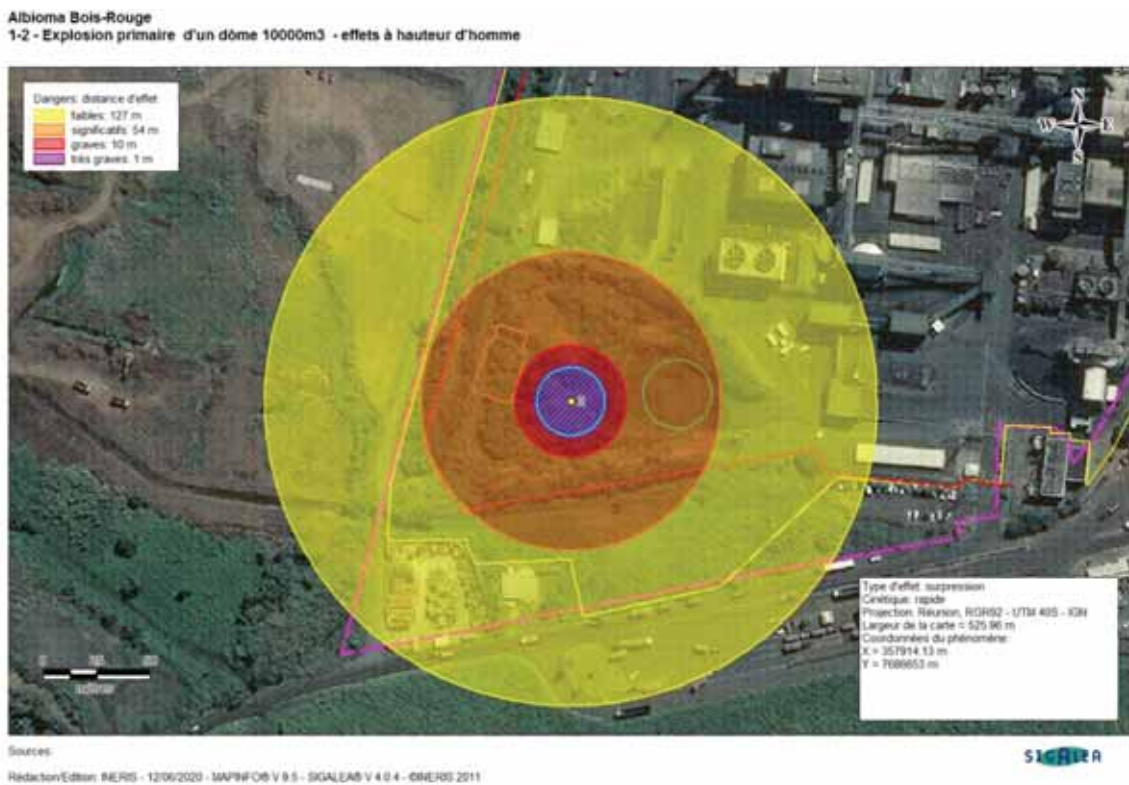 Albioma Bois-Rouge
1-2 - Explosion primaire d'un dôme 10000m3 - effets à hauteur d'homme
Dangers: distance d'effet
faibles: 127 m
significatifs: 54 m
graves: 10 m
très graves: 1 m
N
W E
S
Type d'effet: surpression
Cinétique: rapide
Projection: Réunion, RGR92 - UTM 40S - IGN
Largeur de la carte = 525.96 m
Coordonnées du phénomène:
X = 357914.13 m
Y = 7686653 m
Sources:
SIGALEA
Rédaction/Edition: INERIS - 12/06/2020 - MAPINFO® V 9.5 - SIGALEA® V 4.0.4 - ©INERIS 2011